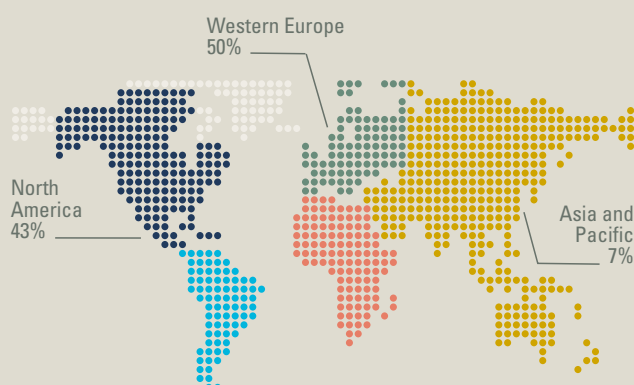 Western Europe
50%
North
America
43%
Asia and
Pacific
7%